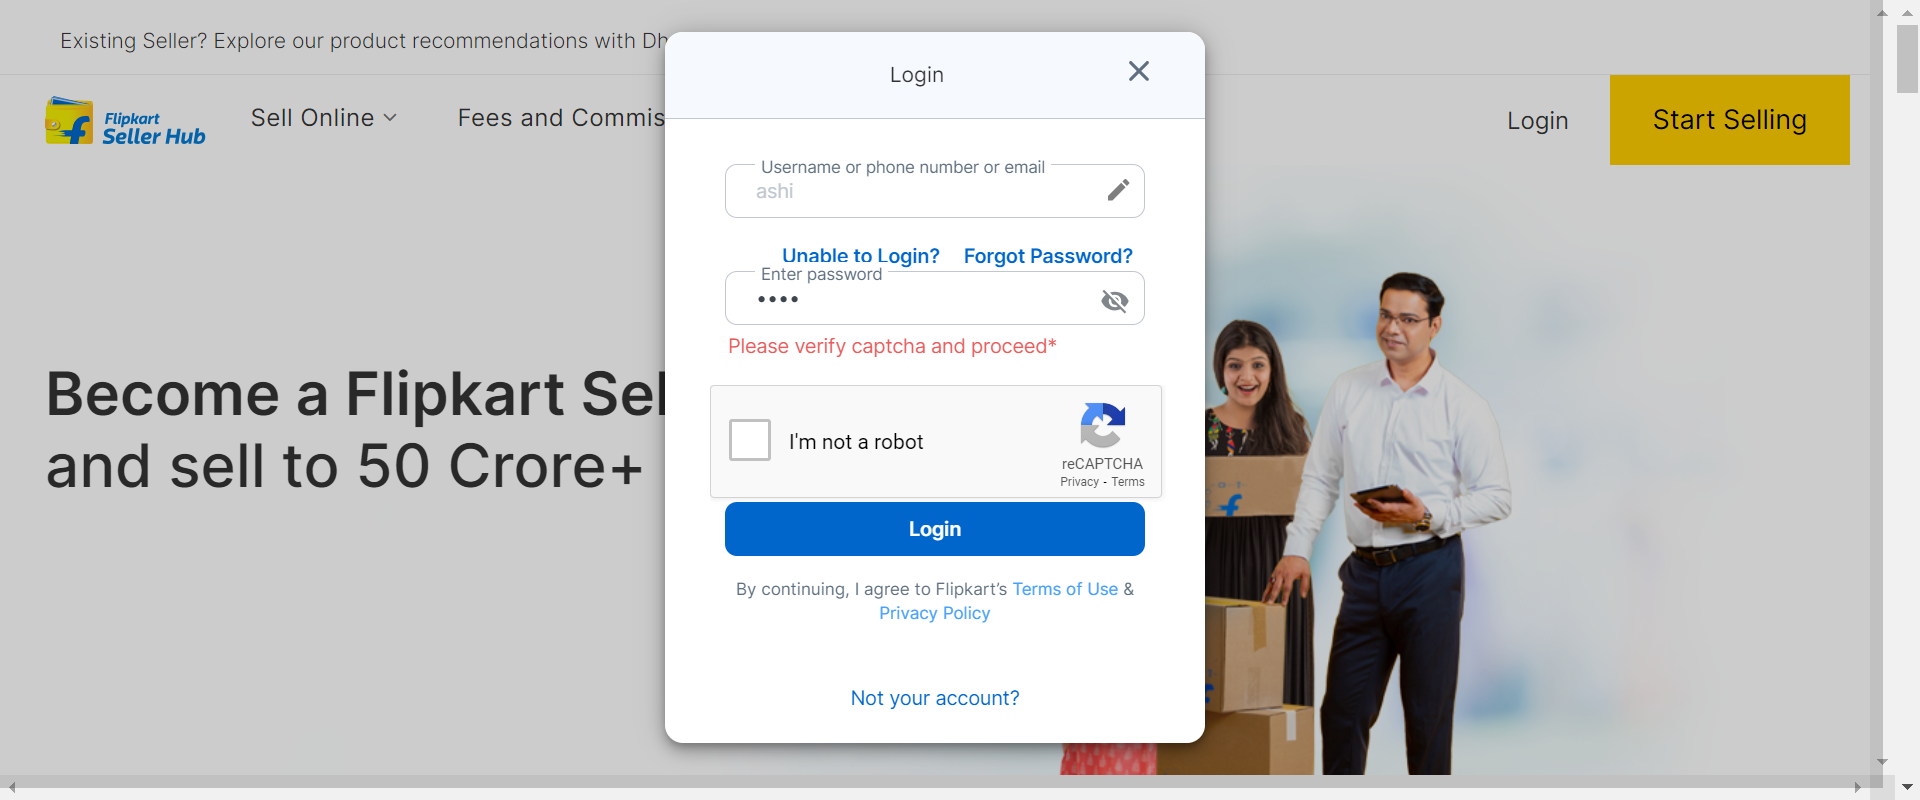 Existing Seller? Explore our product recommendations with Dh
Login
Flipkart
Seller Hub
Sell Online
Fees and Commis
Login
Start Selling
Username or phone number or email
ashi
Unable to Login? Forgot Password?
Enter password
••••
Please verify captcha and proceed*
I'm not a robot
reCAPTCHA
Privacy - Terms
Login
By continuing, I agree to Flipkart’s Terms of Use &
Privacy Policy
Not your account?
Become a Flipkart Sel
and sell to 50 Crore+